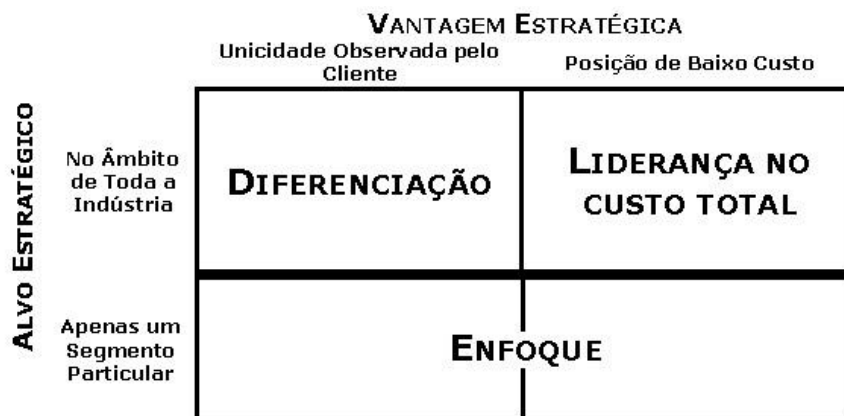 VANTAGEM ESTRATÉGICA
Unicidade Observada pelo
Cliente
Posição de Baixo Custo
ALVO ESTRATÉGICO
No Âmbito
de Toda a
Indústria
DIFERENCIAÇÃO
LIDERANÇA NO
CUSTO TOTAL
Apenas um
Segmento
Particular
ENFOQUE